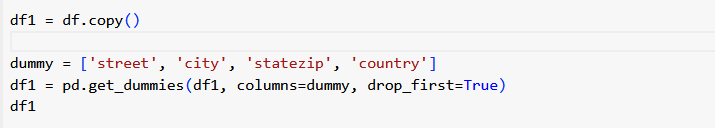 df1 = df.copy()
dummy = ['street', 'city', 'statezip', 'country']
df1 = pd.get_dummies(df1, columns=dummy, drop_first=True)
df1